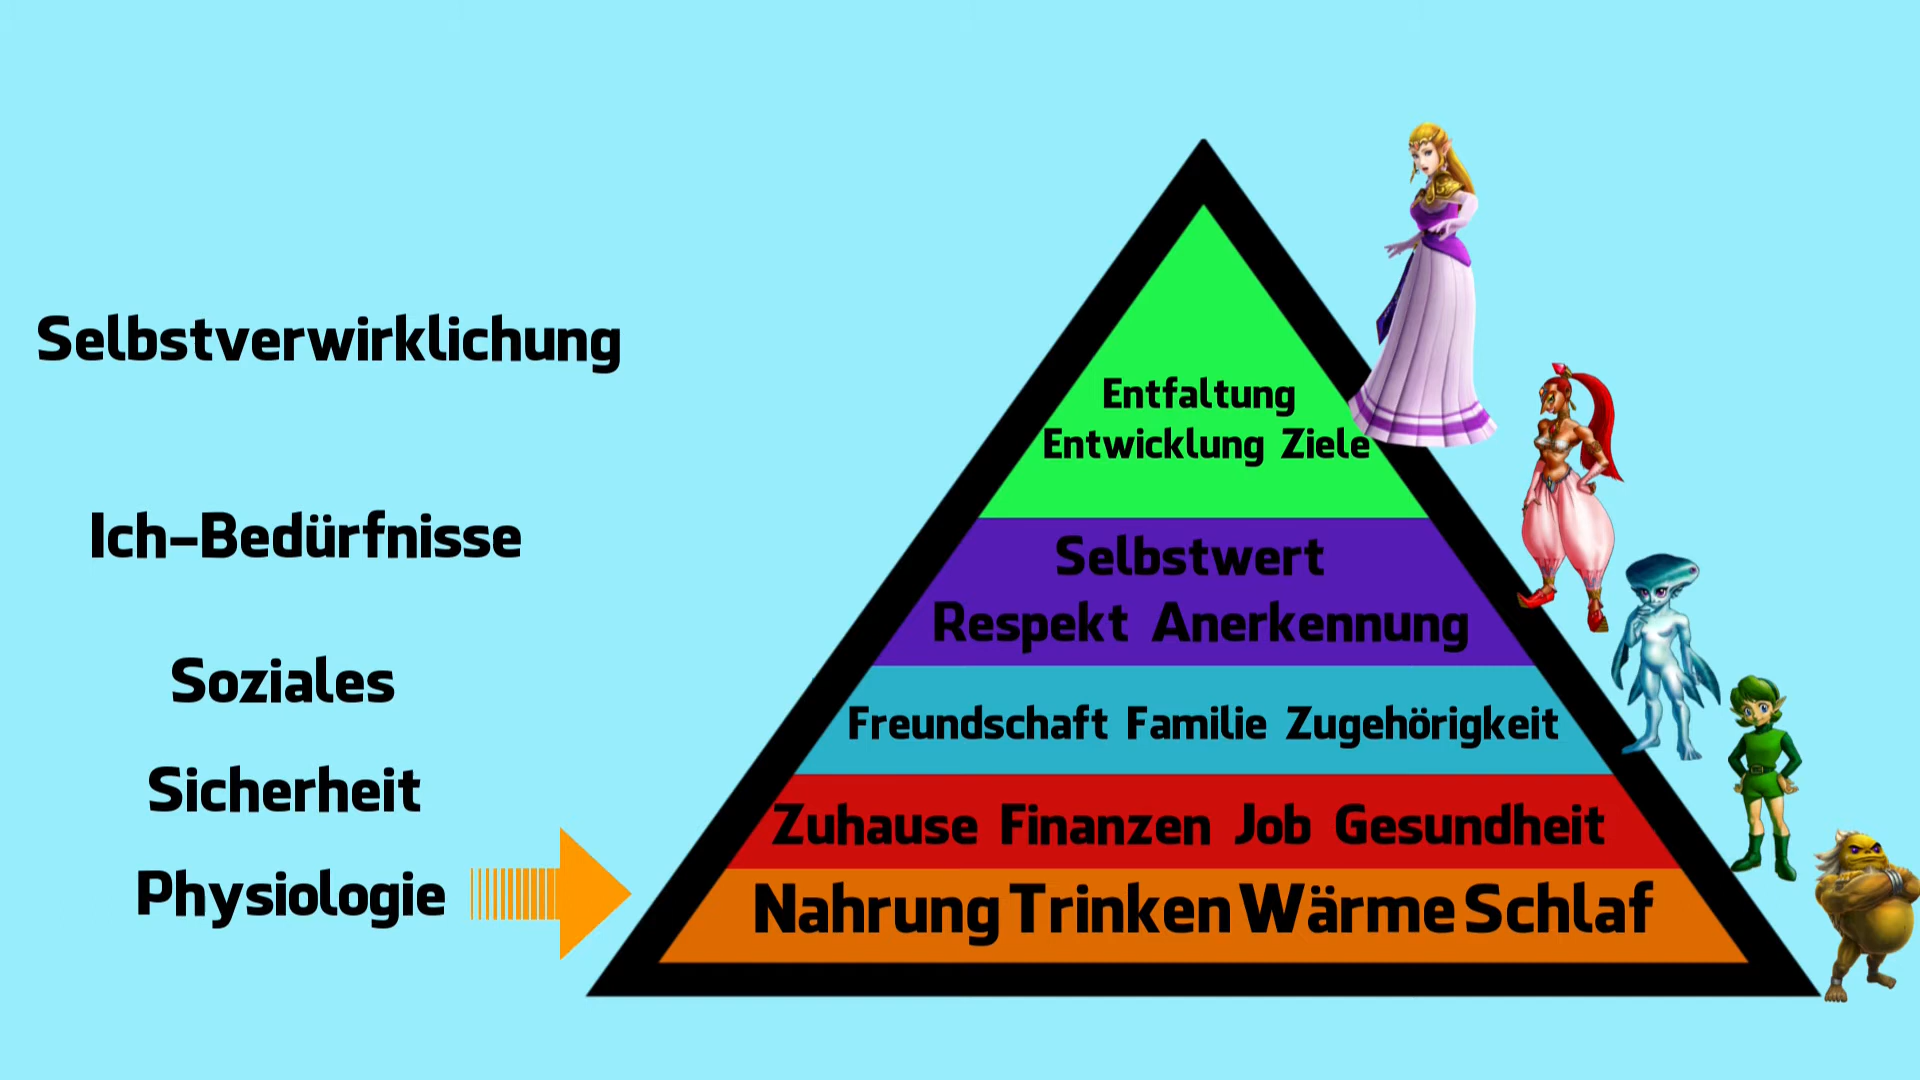 Selbstverwirklichung
Entfaltung
Entwicklung Ziele
Ich-Bedürfnisse
Selbstwert
Respekt Anerkennung
Soziales
Freundschaft Familie Zugehörigkeit
Sicherheit
Zuhause Finanzen Job Gesundheit
Physiologie
Nahrung Trinken Wärme Schlaf